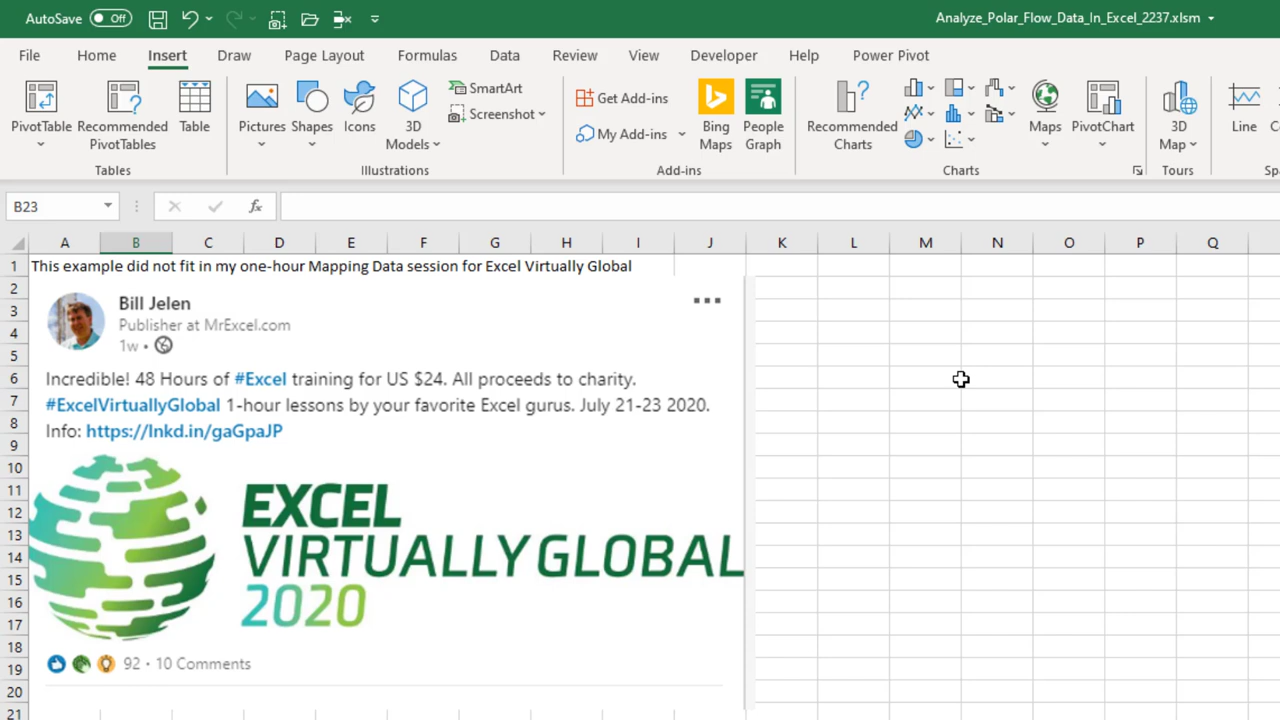 AutoSave Off
Analyze_Polar_Flow_Data_In_Excel_2237.xlsm
File Home Insert Draw Page Layout Formulas Data Review View Developer Help Power Pivot
PivotTable
Recommended PivotTables
Table
Tables
Pictures
Shapes
Icons
3D Models
SmartArt
Screenshot
Illustrations
Get Add-ins
My Add-ins
Bing Maps
People Graph
Add-ins
Recommended Charts
Maps
PivotChart
Charts
3D Map
Tours
Line
B23
fx
A B C D E F G H I J K L M N O P Q
1 This example did not fit in my one-hour Mapping Data session for Excel Virtually Global
2
3
4
5
6
7
8
9
10
11
12
13
14
15
16
17
18
19
20
21
Bill Jelen
Publisher at MrExcel.com
1w •
Incredible! 48 Hours of #Excel training for US $24. All proceeds to charity.
#ExcelVirtuallyGlobal 1-hour lessons by your favorite Excel gurus. July 21-23 2020.
Info: https://lnkd.in/gaGpaJP
EXCEL
VIRTUALLY GLOBAL
2020
92 • 10 Comments